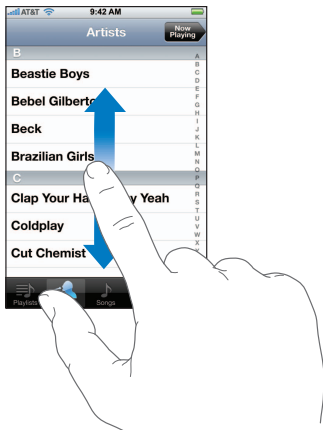 AT&T 9:42 AM
Artists
Now
Playing
B
Beastie Boys
Bebel Gilberto
Beck
Brazilian Girls
C
Clap Your Ha y Yeah
Coldplay
Cut Chemist
A
B
C
D
E
F
G
H
I
J
K
L
M
N
O
P
Q
R
S
T
U
V
W
X
Playlists
Songs